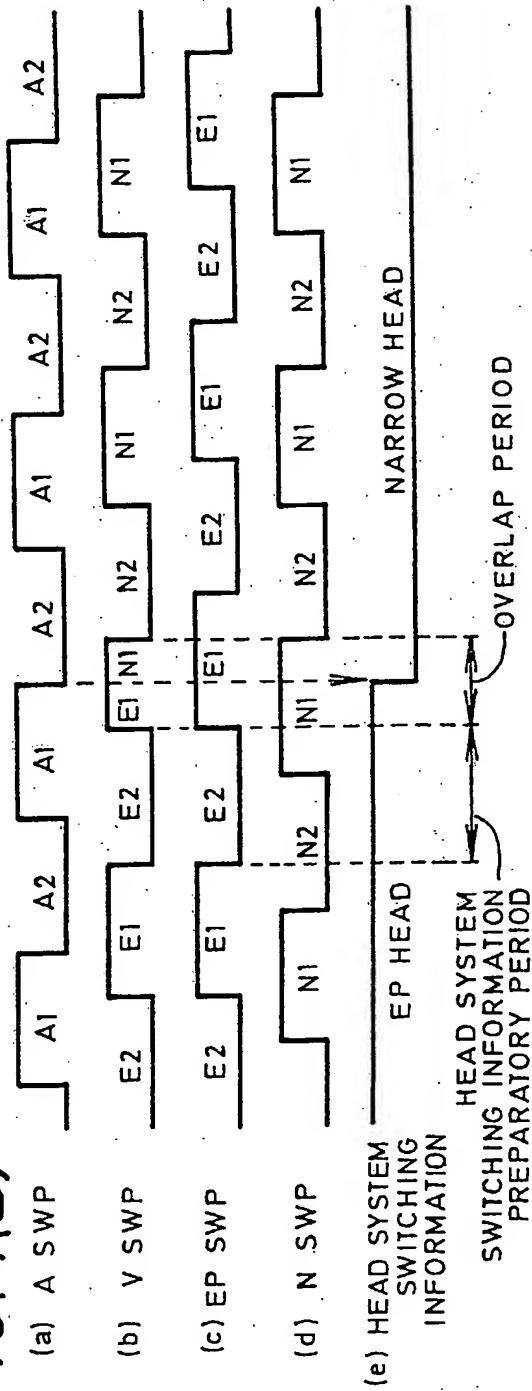 (a) A SWP A1 A2 A1 A2 A1 A2 A1 A2
(b) V SWP E2 E1 E2 E1 N1 N2 N1 N2 N1
(c) EP SWP E2 E1 E2 E1 E2 E1 E2 E1
(d) N SWP N1 N2 N1 N2 N1 N2 N1
(e) HEAD SYSTEM
SWITCHING
INFORMATION
EP HEAD
NARROW HEAD
HEAD SYSTEM
SWITCHING INFORMATION
PREPARATORY PERIOD
OVERLAP PERIOD